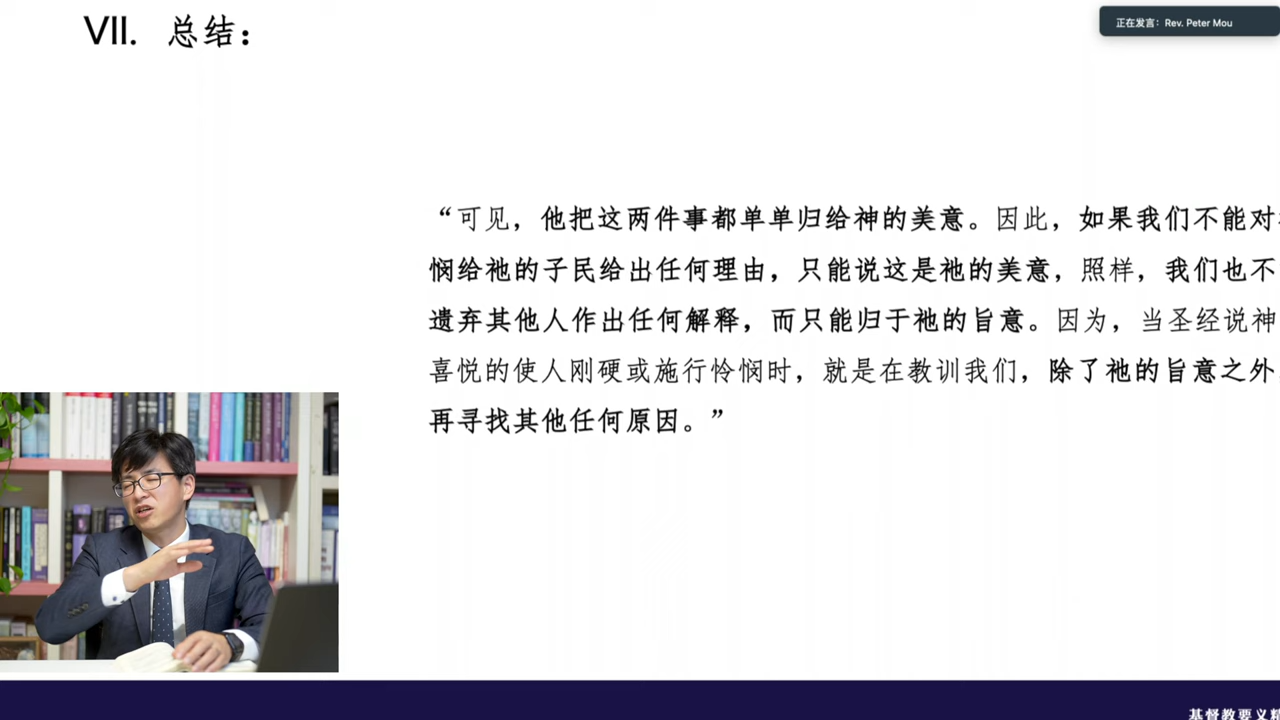 VII. 总结：
正在发言：Rev. Peter Mou
“可见，他把这两件事都单单归给神的美意。因此，如果我们不能对
悯给祂的子民给出任何理由，只能说这是祂的美意，照样，我们也不
遗弃其他人作出任何解释，而只能归于祂的旨意。因为，当圣经说神
喜悦的使人刚硬或施行怜悯时，就是在教训我们，除了祂的旨意之外
再寻找其他任何原因。”
基督教要义